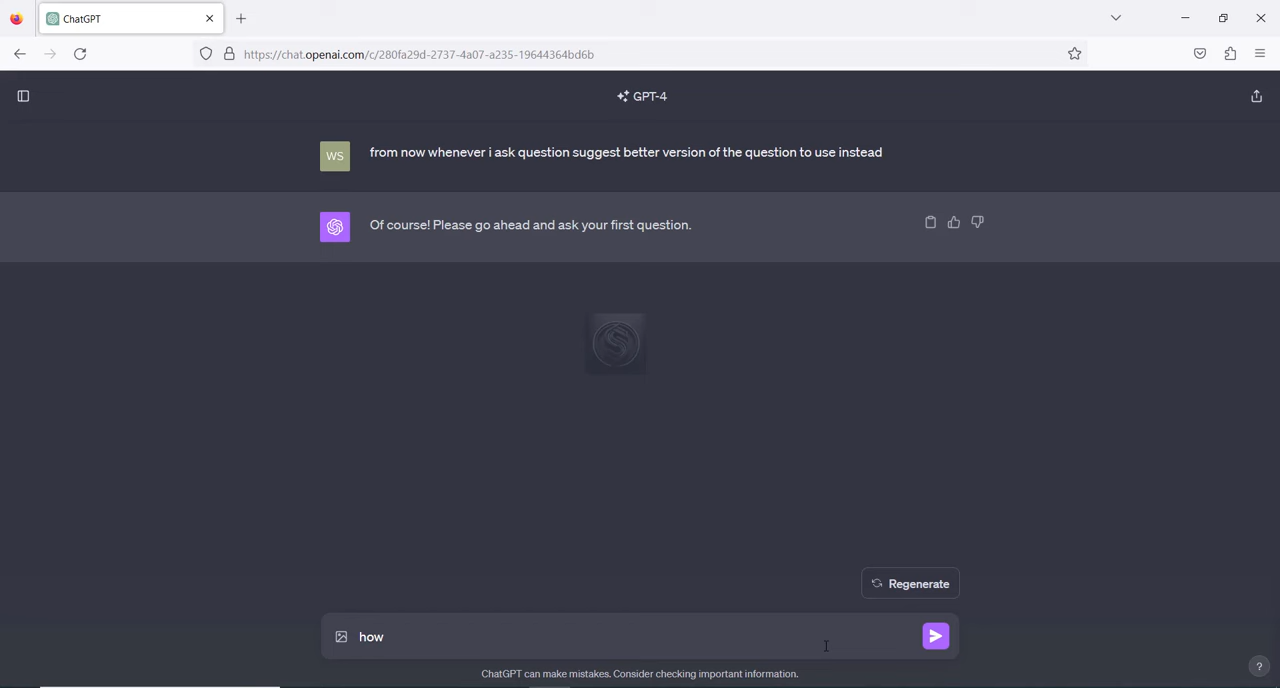 ChatGPT
https://chat.openai.com/c/280fa29d-2737-4a07-a235-19644364bd6b
GPT-4
WS
from now whenever i ask question suggest better version of the question to use instead
Of course! Please go ahead and ask your first question.
Regenerate
how
ChatGPT can make mistakes. Consider checking important information.
?